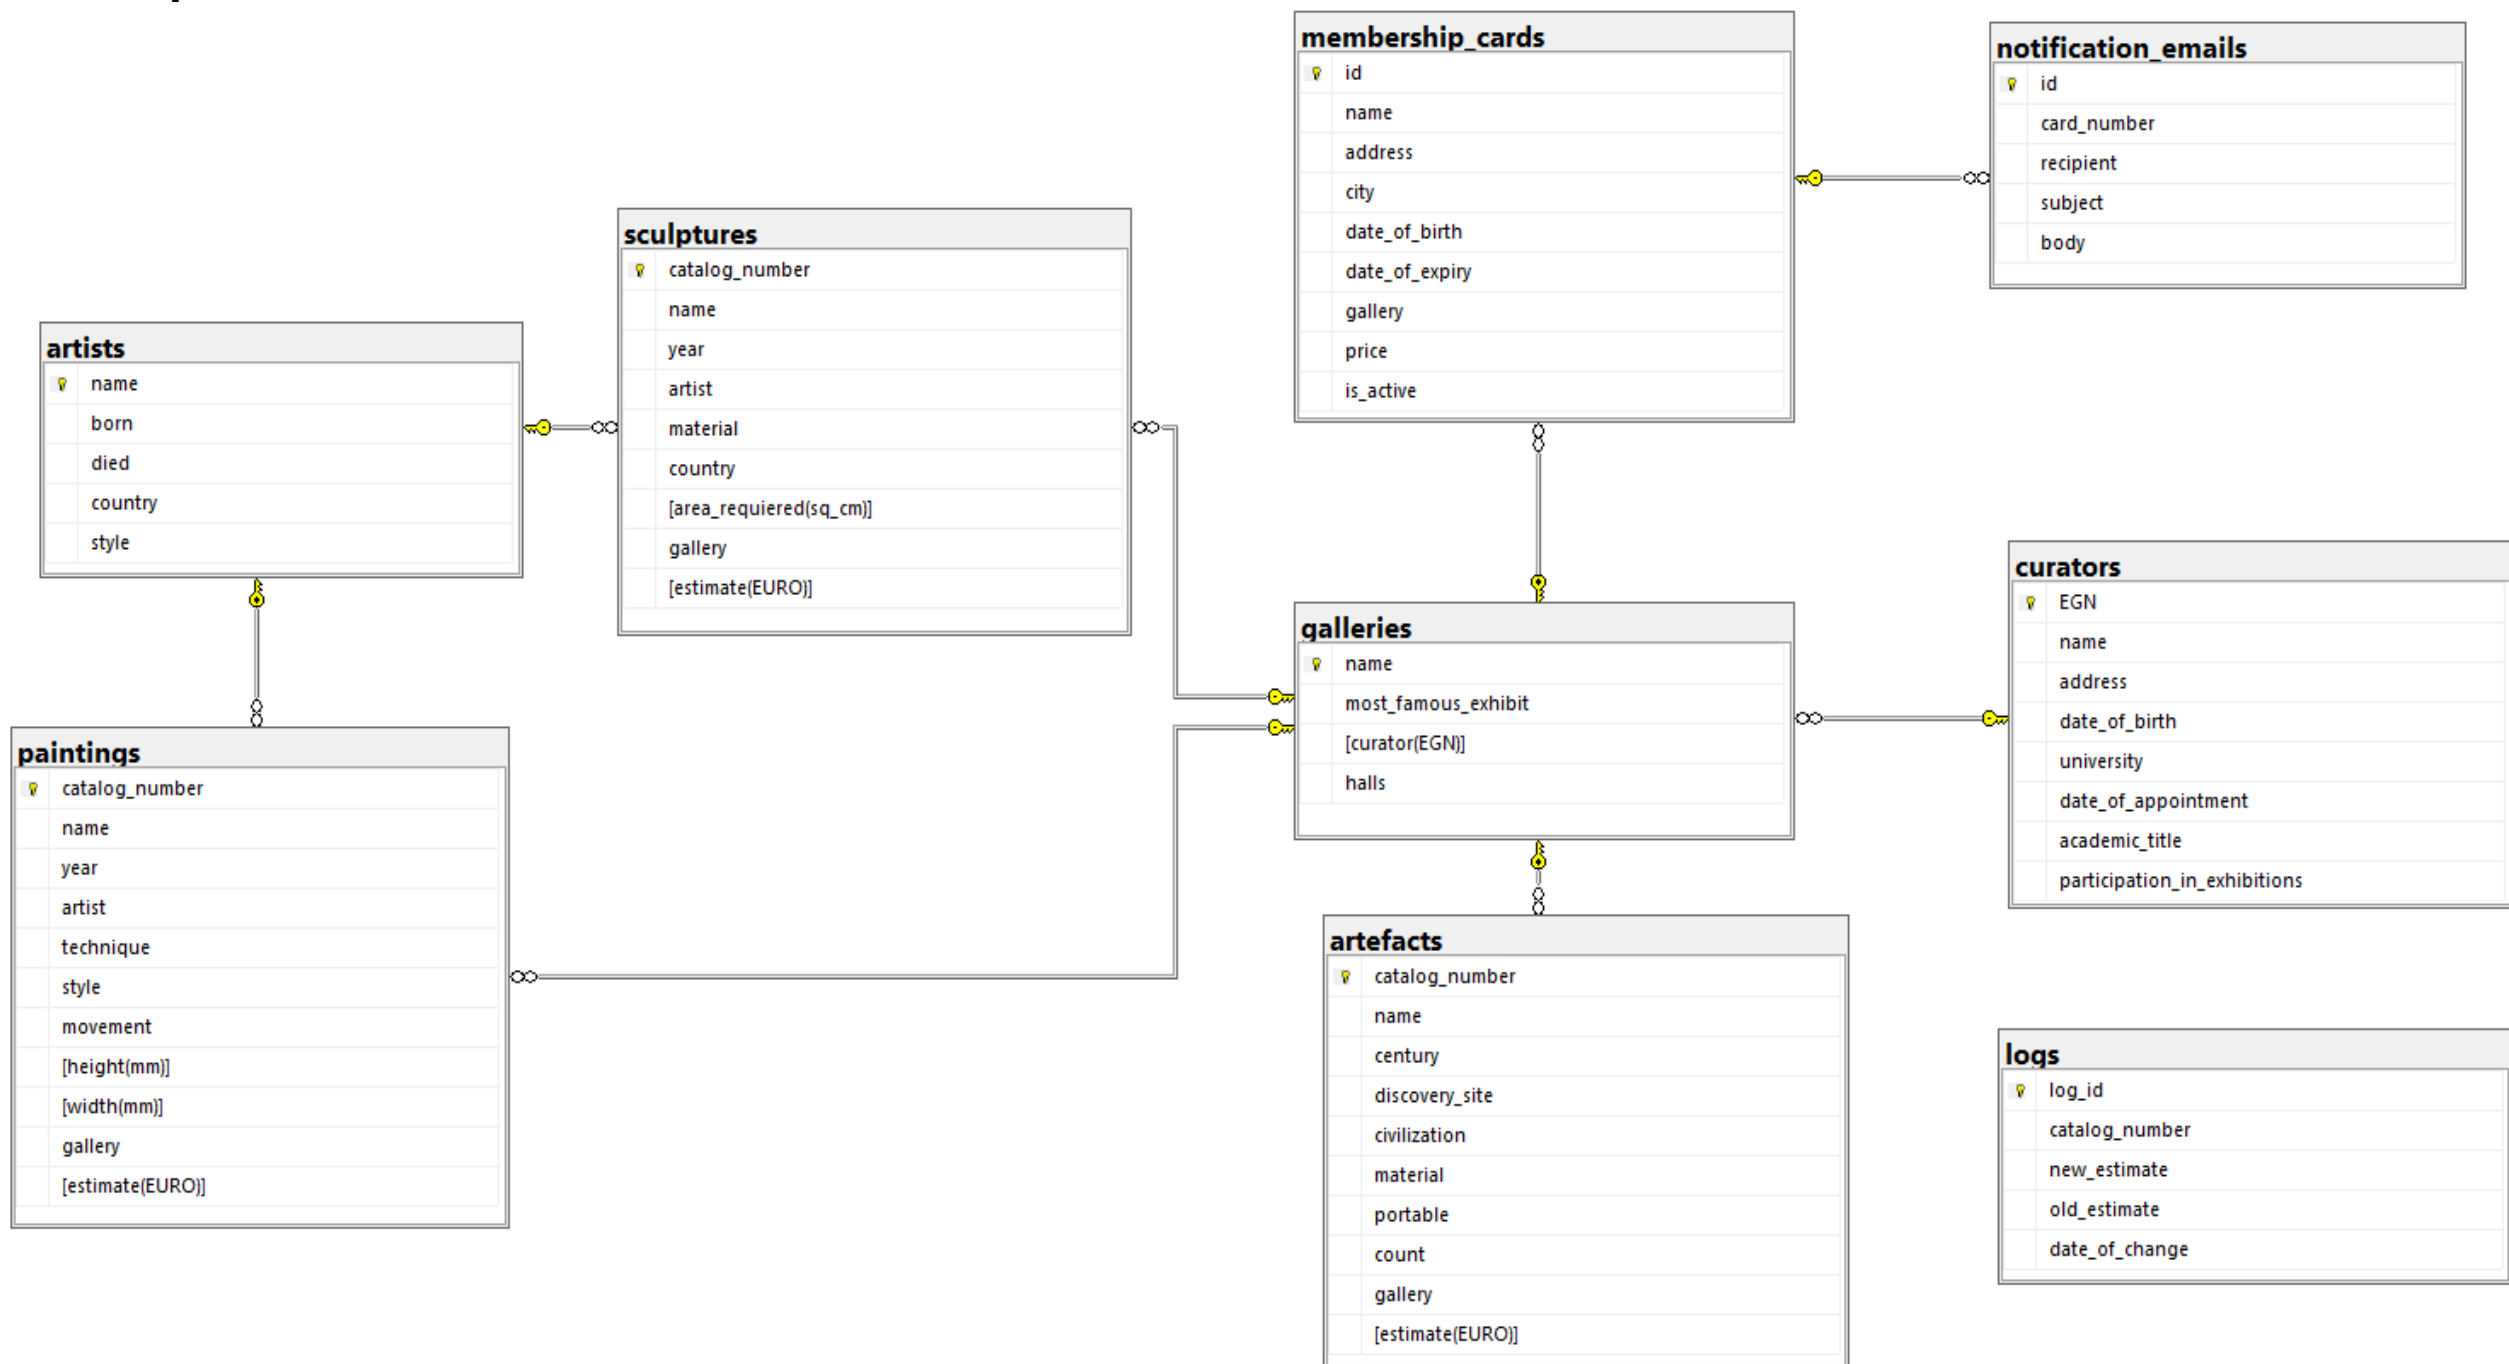 membership_cards
id
name
address
city
date_of_birth
date_of_expiry
gallery
price
is_active
notification_emails
id
card_number
recipient
subject
body
sculptures
catalog_number
name
year
artist
material
country
[area_requiered(sq_cm)]
gallery
[estimate(EURO)]
artists
name
born
died
country
style
curators
EGN
name
address
date_of_birth
university
date_of_appointment
academic_title
participation_in_exhibitions
galleries
name
most_famous_exhibit
[curator(EGN)]
halls
paintings
catalog_number
name
year
artist
technique
style
movement
[height(mm)]
[width(mm)]
gallery
[estimate(EURO)]
artefacts
catalog_number
name
century
discovery_site
civilization
material
portable
count
gallery
[estimate(EURO)]
logs
log_id
catalog_number
new_estimate
old_estimate
date_of_change